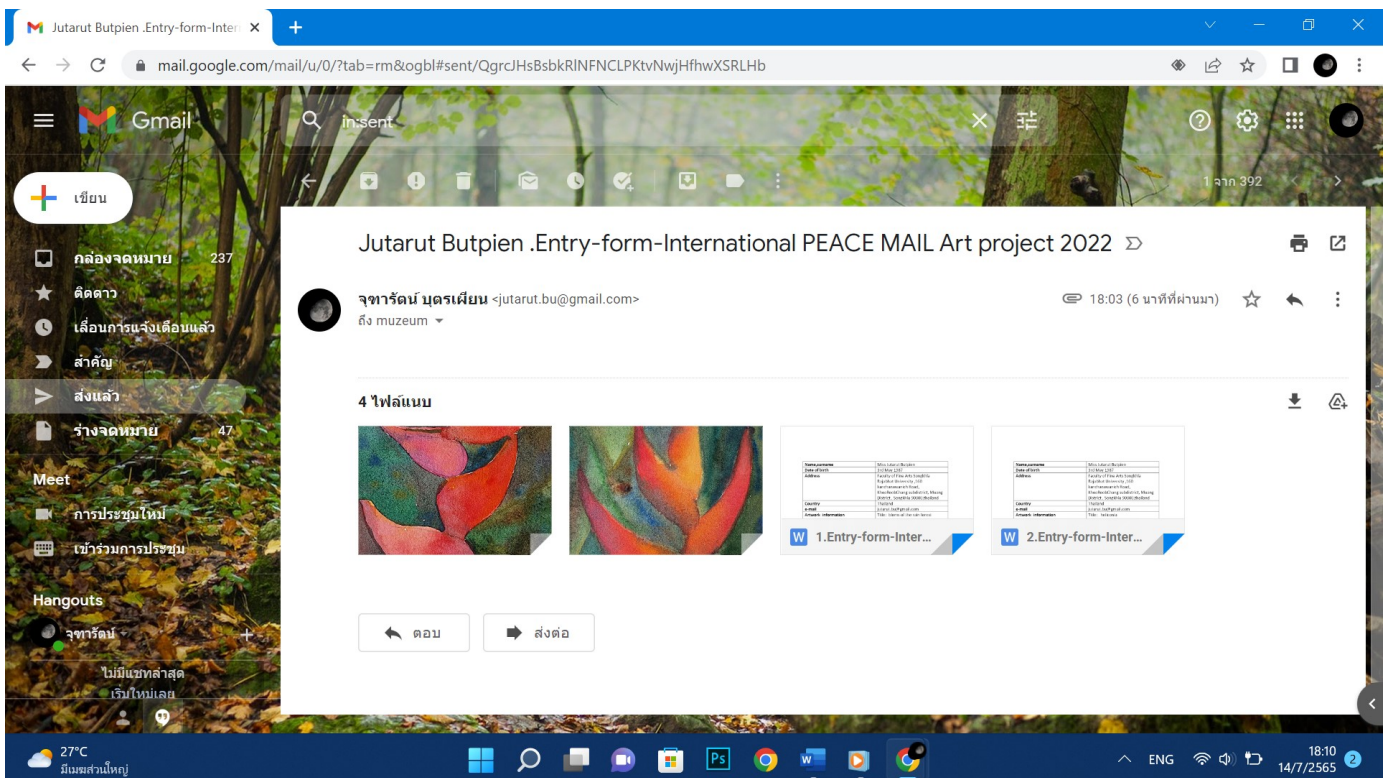 Jutarut Butpien .Entry-form-Inter
mail.google.com/mail/u/0/?tab=rm&ogbl#sent/QgrcJHsBsbkRlNFNCLPKtvNwjHfhwXSRLHb
Gmail
in:sent
เขียน
1 จาก 392
กล่องจดหมาย 237
ติดดาว
เลื่อนการแจ้งเตือนแล้ว
สำคัญ
ส่งแล้ว
ร่างจดหมาย 47
Meet
การประชุมใหม่
เข้าร่วมการประชุม
Hangouts
จุฑารัตน์
ไม่มีแชทล่าสุด
เริ่มใหม่เลย
Jutarut Butpien .Entry-form-International PEACE MAIL Art project 2022
จุฑารัตน์ บุตรเผียน <jutarut.bu@gmail.com>
18:03 (6 นาทีที่ผ่านมา)
ถึง muzeum
4 ไฟล์แนบ
W 1.Entry-form-Inter...
W 2.Entry-form-Inter...
ตอบ
ส่งต่อ
27°C
มีเมฆส่วนใหญ่
Ps
ENG
18:10
14/7/2565
2